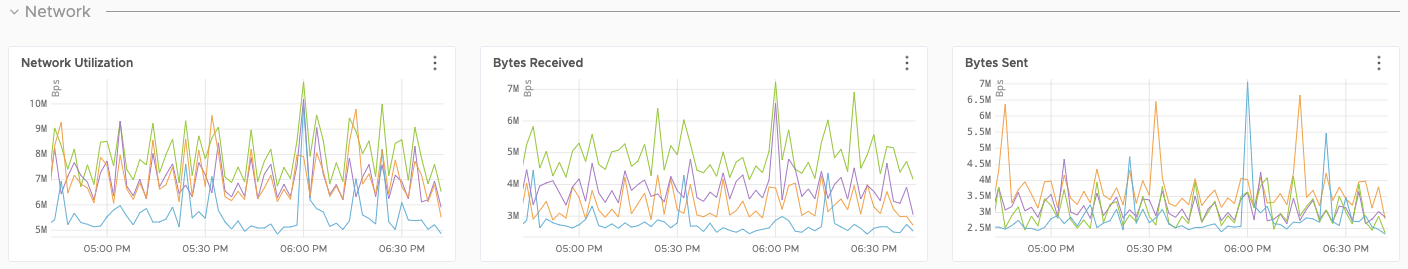 Network
Network Utilization
Bps
10M
9M
8M
7M
6M
5M
05:00 PM 05:30 PM 06:00 PM 06:30 PM
Bytes Received
Bps
7M
6M
5M
4M
3M
05:00 PM 05:30 PM 06:00 PM 06:30 PM
Bytes Sent
Bps
7M
6.5M
6M
5.5M
5M
4.5M
4M
3.5M
3M
2.5M
05:00 PM 05:30 PM 06:00 PM 06:30 PM